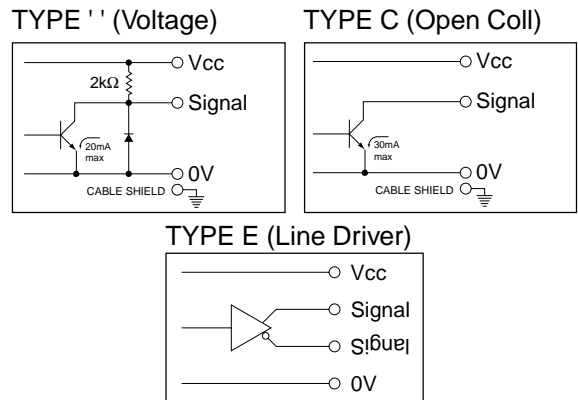 TYPE ' ' (Voltage)
Vcc
2kΩ
Signal
20mA
max
0V
CABLE SHIELD
TYPE C (Open Coll)
Vcc
Signal
30mA
max
0V
CABLE SHIELD
TYPE E (Line Driver)
Vcc
Signal
Signal
0V